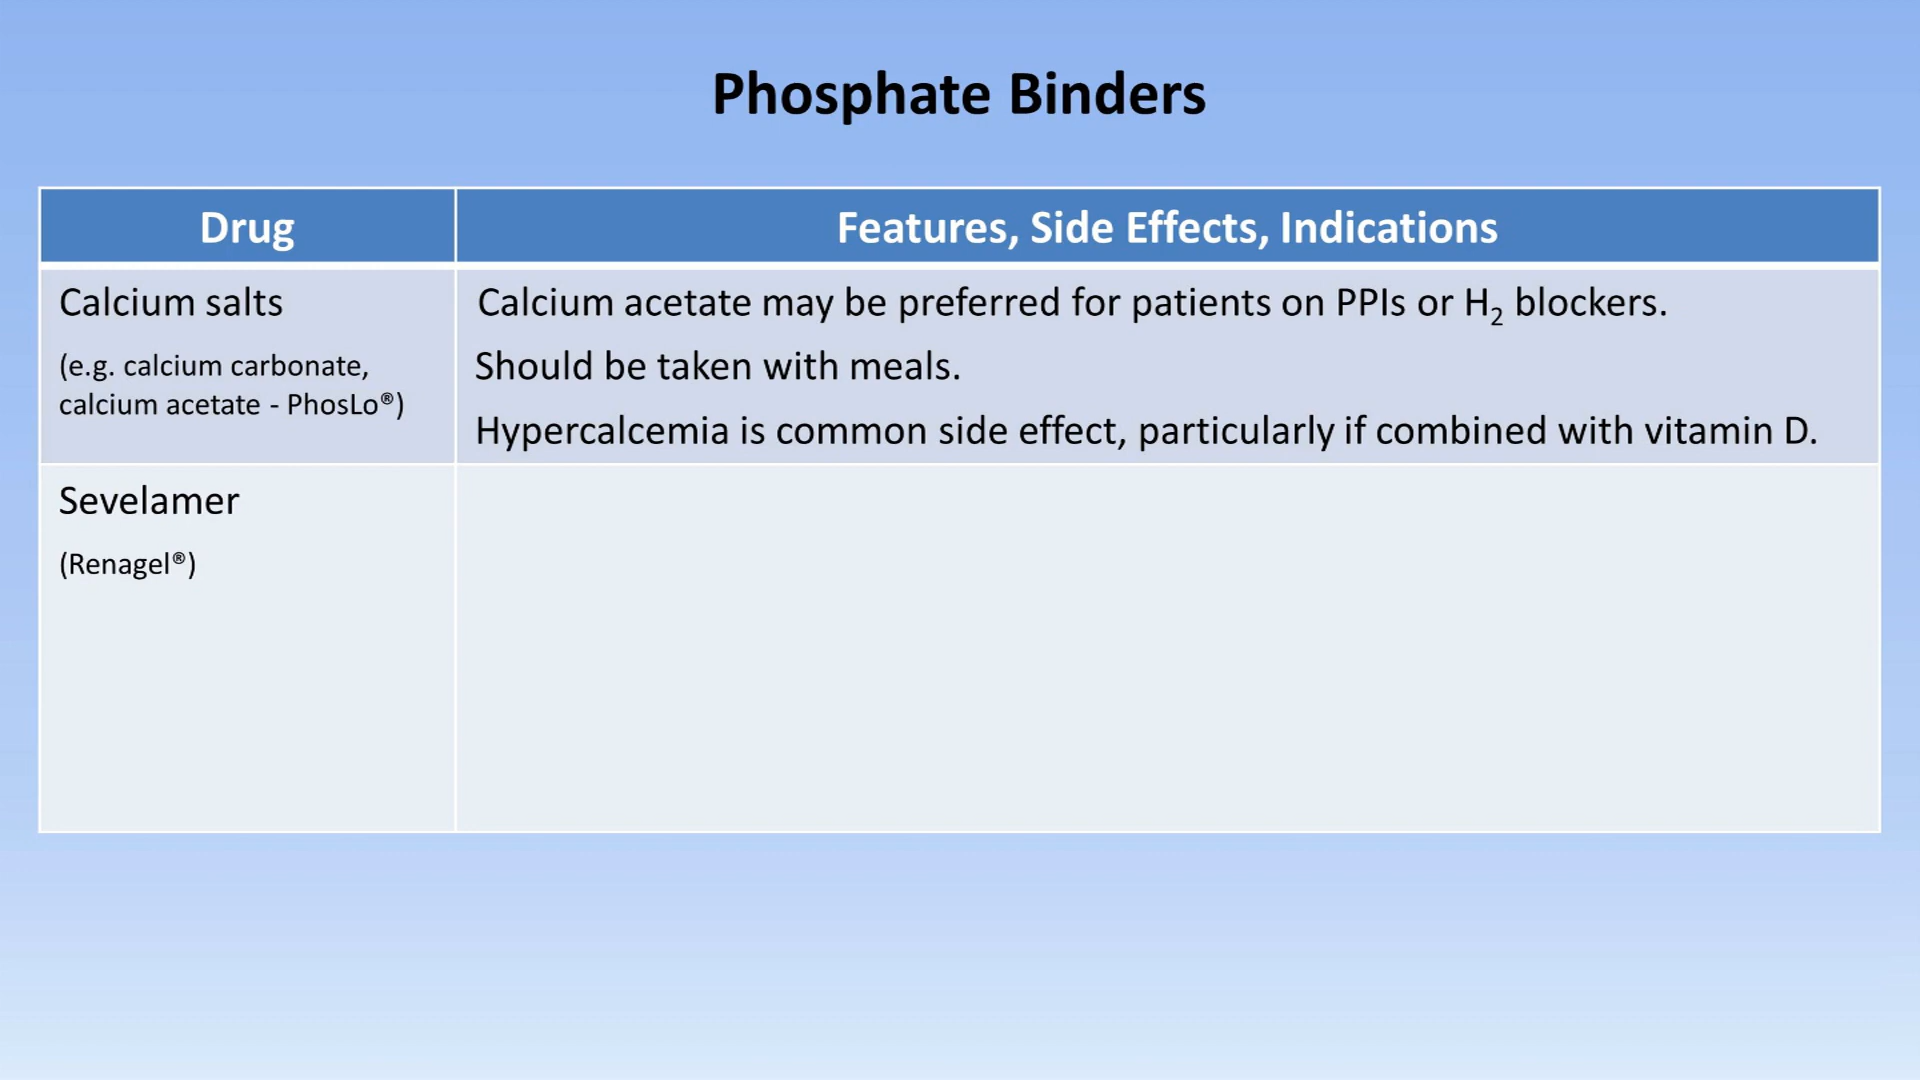 Phosphate Binders
Drug
Features, Side Effects, Indications
Calcium salts
(e.g. calcium carbonate,
calcium acetate - PhosLo®)
Calcium acetate may be preferred for patients on PPIs or H₂ blockers.
Should be taken with meals.
Hypercalcemia is common side effect, particularly if combined with vitamin D.
Sevelamer
(Renagel®)